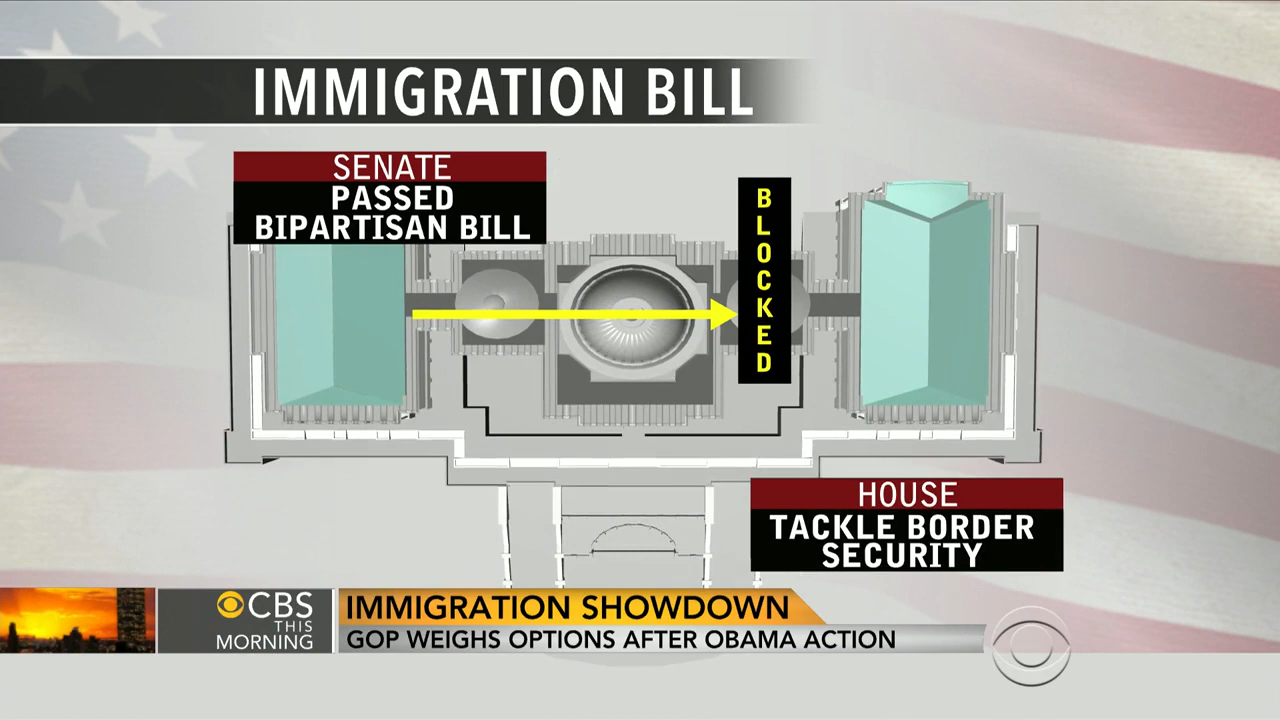 IMMIGRATION BILL
SENATE
PASSED
BIPARTISAN BILL
BLOCKED
HOUSE
TACKLE BORDER
SECURITY
CBS
THIS
MORNING
IMMIGRATION SHOWDOWN
GOP WEIGHS OPTIONS AFTER OBAMA ACTION